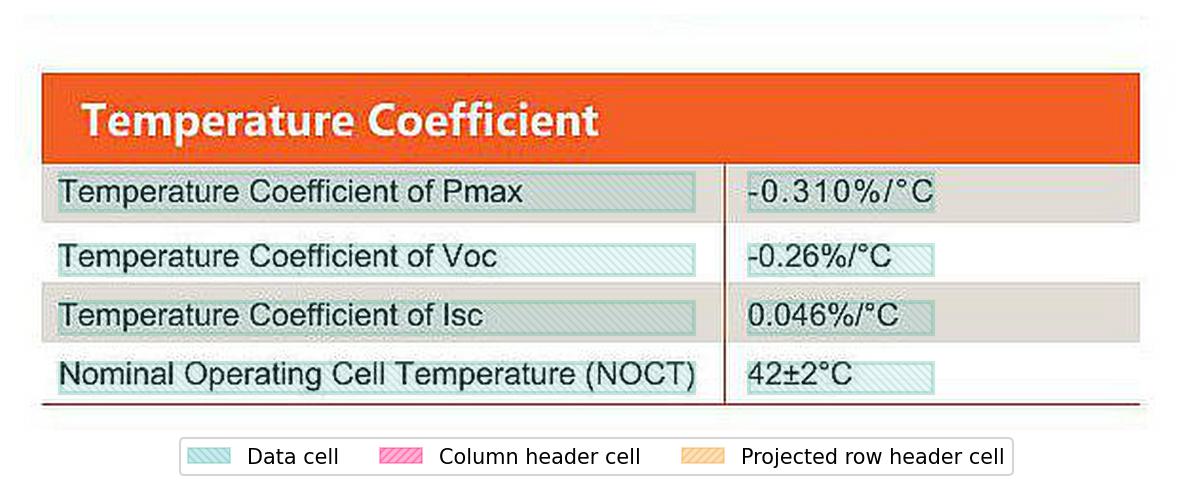 Temperature Coefficient
Temperature Coefficient of Pmax -0.310%/°C
Temperature Coefficient of Voc -0.26%/°C
Temperature Coefficient of Isc 0.046%/°C
Nominal Operating Cell Temperature (NOCT) 42±2°C
Data cell Column header cell Projected row header cell